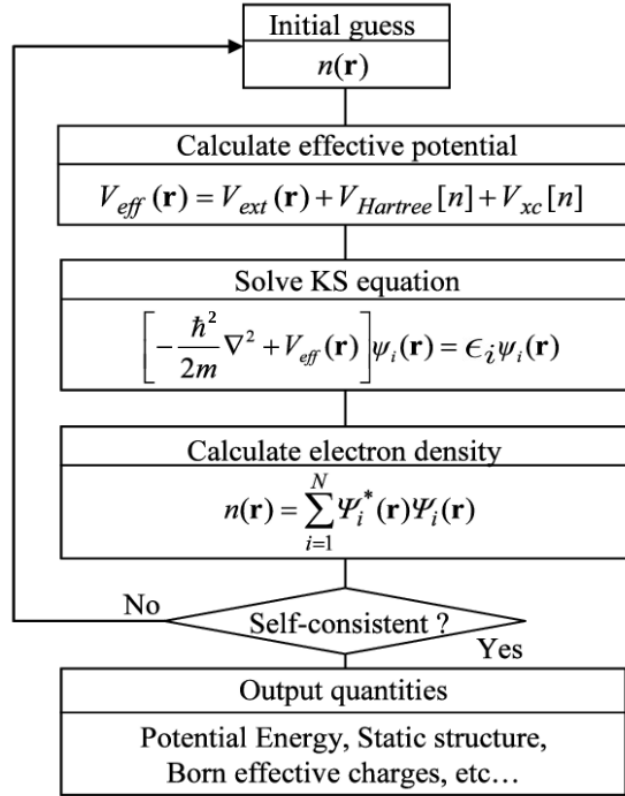 Initial guess
n(r)
Calculate effective potential
V_eff (r) = V_ext (r) + V_Hartree [n] + V_xc [n]
Solve KS equation
[−ħ²/2m ∇² + V_eff (r)] ψ_i (r) = ϵ_i ψ_i (r)
Calculate electron density
n(r) = ∑_{i=1}^{N} Ψ_i^* (r) Ψ_i (r)
No
Self-consistent ?
Yes
Output quantities
Potential Energy, Static structure,
Born effective charges, etc…